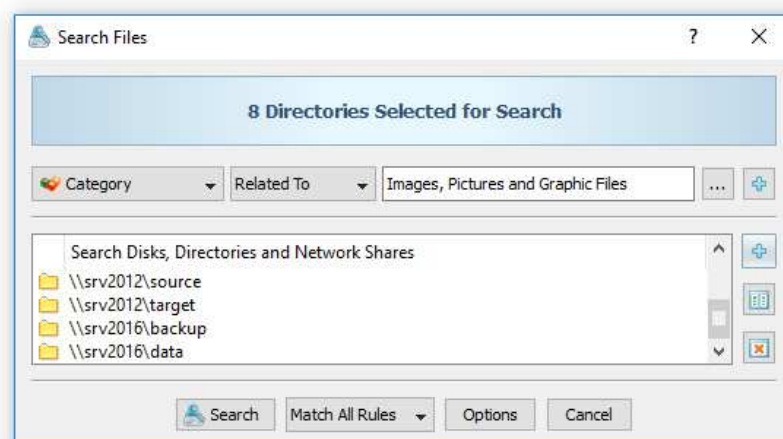 Search Files ?
8 Directories Selected for Search
Category Related To Images, Pictures and Graphic Files ...
Search Disks, Directories and Network Shares
\\srv2012\source
\\srv2012\target
\\srv2016\backup
\\srv2016\data
Search Match All Rules Options Cancel